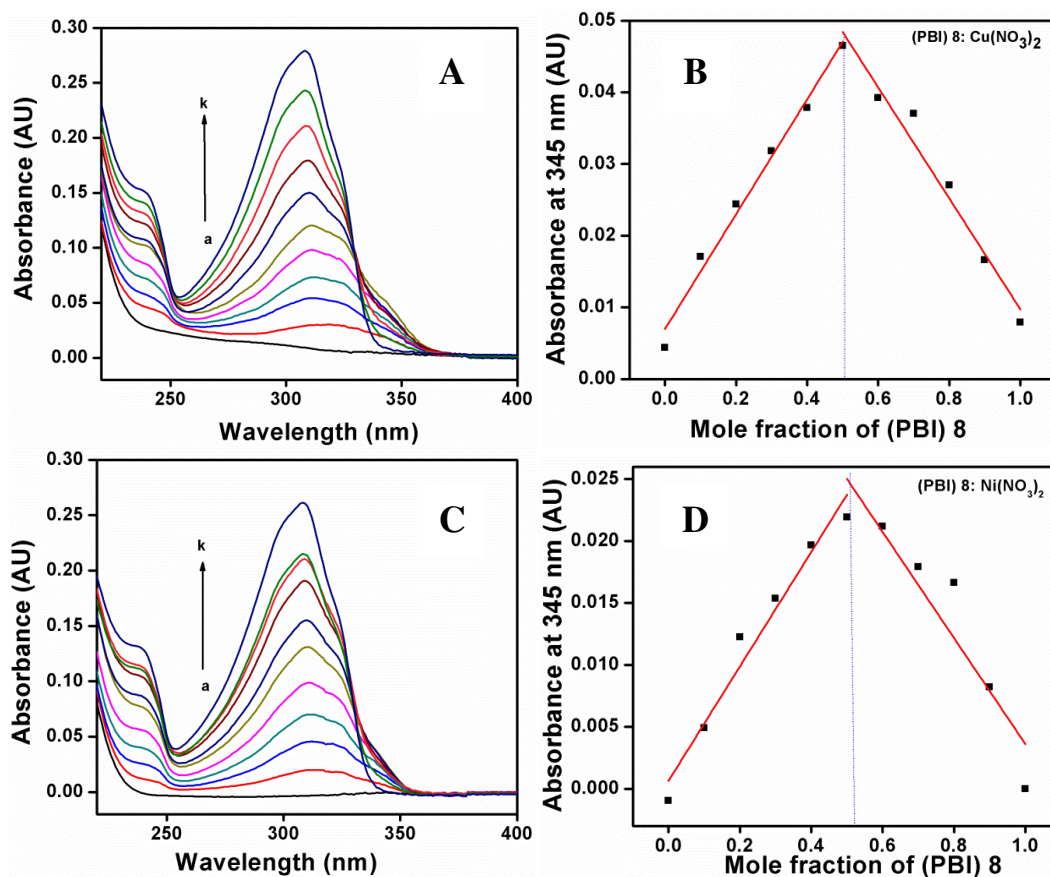 A
k
a
0.30
0.25
0.20
0.15
0.10
0.05
0.00
Absorbance (AU)
250 300 350 400
Wavelength (nm)
B
(PBI) 8: Cu(NO3)2
0.05
0.04
0.03
0.02
0.01
0.00
Absorbance at 345 nm (AU)
0.0 0.2 0.4 0.6 0.8 1.0
Mole fraction of (PBI) 8
C
k
a
0.30
0.25
0.20
0.15
0.10
0.05
0.00
Absorbance (AU)
250 300 350 400
Wavelength (nm)
D
(PBI) 8: Ni(NO3)2
0.025
0.020
0.015
0.010
0.005
0.000
Absorbance at 345 nm (AU)
0.0 0.2 0.4 0.6 0.8 1.0
Mole fraction of (PBI) 8